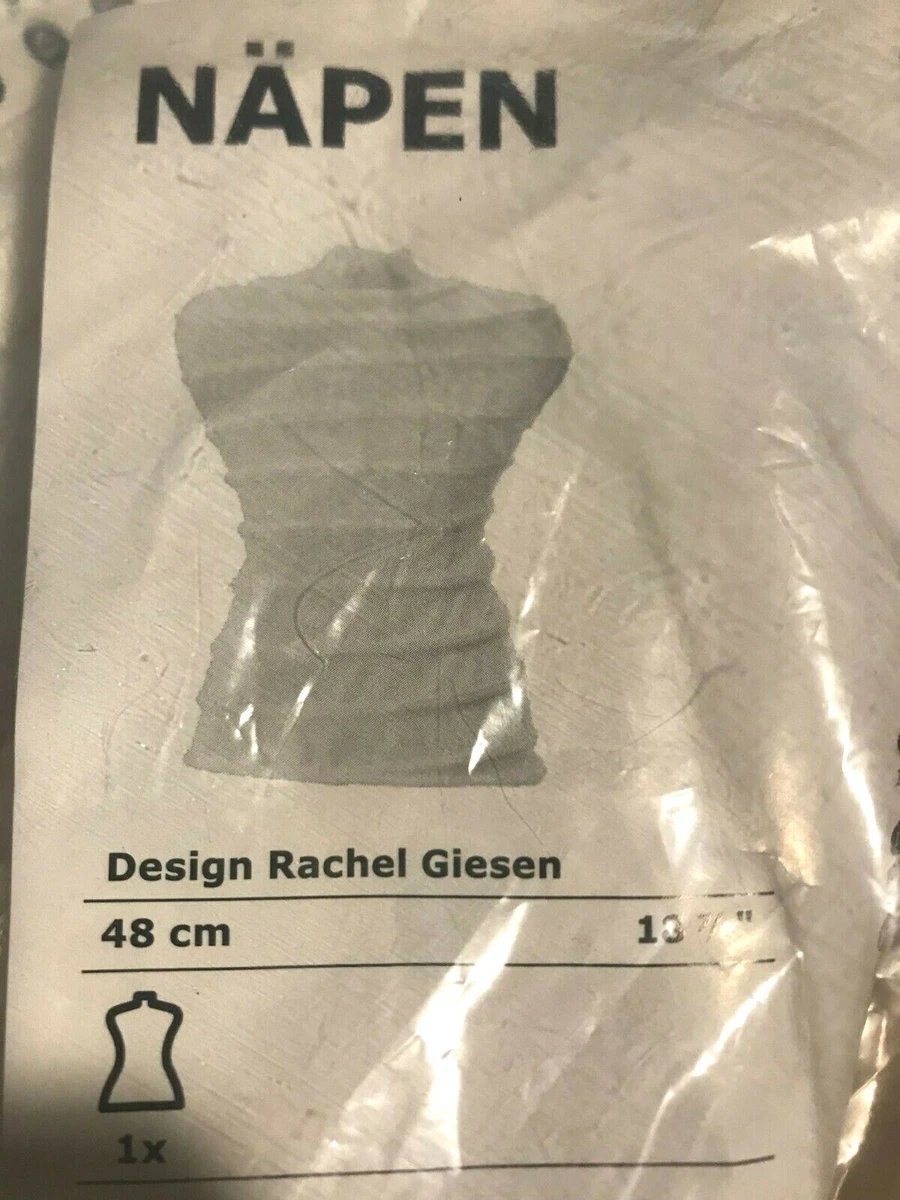 NÄPEN
Design Rachel Giesen
48 cm
1x